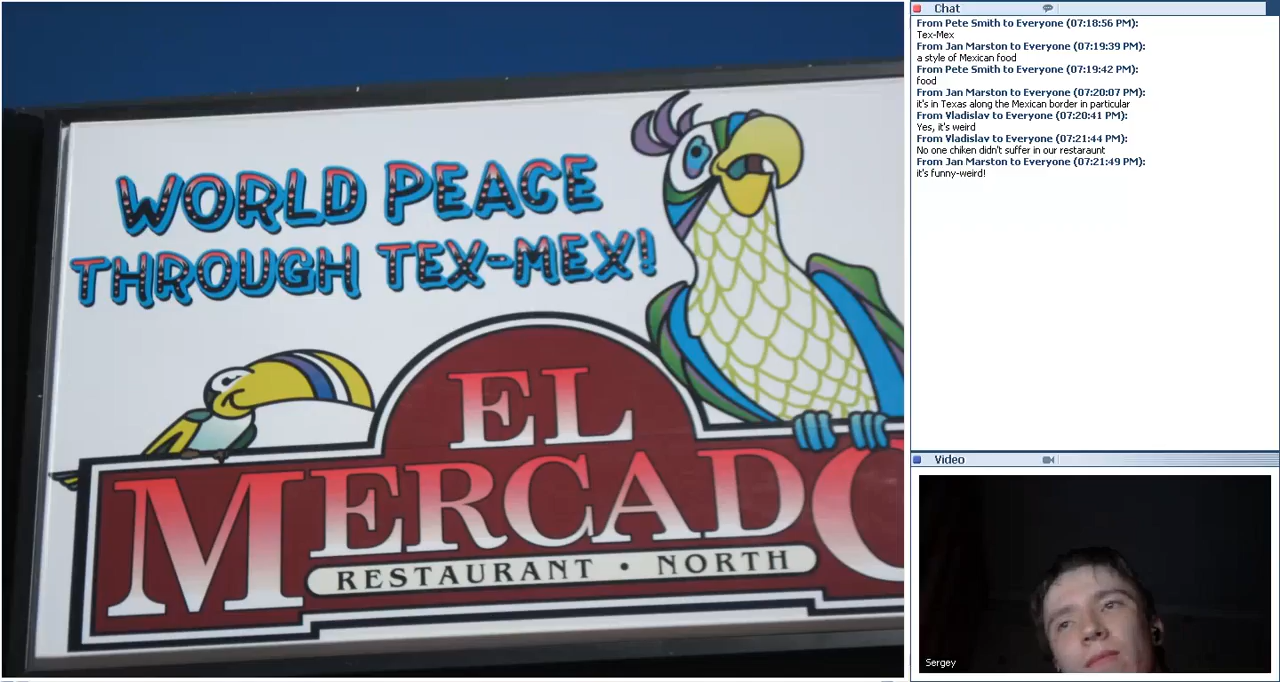 WORLD PEACE
THROUGH TEX-MEX!
EL
MERCADO
RESTAURANT • NORTH
Chat
From Pete Smith to Everyone (07:18:56 PM):
Tex-Mex
From Jan Marston to Everyone (07:19:39 PM):
a style of Mexican food
From Pete Smith to Everyone (07:19:42 PM):
food
From Jan Marston to Everyone (07:20:07 PM):
it's in Texas along the Mexican border in particular
From Vladislav to Everyone (07:20:41 PM):
Yes, it's weird
From Vladislav to Everyone (07:21:44 PM):
No one chiken didn't suffer in our restaraunt
From Jan Marston to Everyone (07:21:49 PM):
it's funny-weird!
Video
Sergey